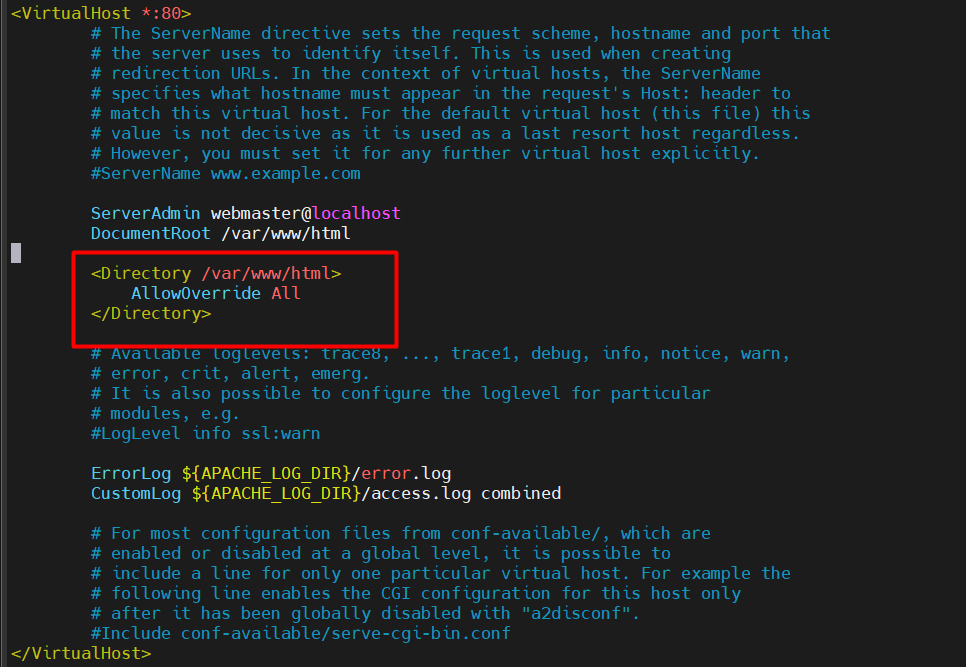 <VirtualHost *:80>
# The ServerName directive sets the request scheme, hostname and port that
# the server uses to identify itself. This is used when creating
# redirection URLs. In the context of virtual hosts, the ServerName
# specifies what hostname must appear in the request's Host: header to
# match this virtual host. For the default virtual host (this file) this
# value is not decisive as it is used as a last resort host regardless.
# However, you must set it for any further virtual host explicitly.
#ServerName www.example.com
ServerAdmin webmaster@localhost
DocumentRoot /var/www/html
<Directory /var/www/html>
AllowOverride All
</Directory>
# Available loglevels: trace8, ..., trace1, debug, info, notice, warn,
# error, crit, alert, emerg.
# It is also possible to configure the loglevel for particular
# modules, e.g.
#LogLevel info ssl:warn
ErrorLog ${APACHE_LOG_DIR}/error.log
CustomLog ${APACHE_LOG_DIR}/access.log combined
# For most configuration files from conf-available/, which are
# enabled or disabled at a global level, it is possible to
# include a line for only one particular virtual host. For example the
# following line enables the CGI configuration for this host only
# after it has been globally disabled with "a2disconf".
#Include conf-available/serve-cgi-bin.conf
</VirtualHost>